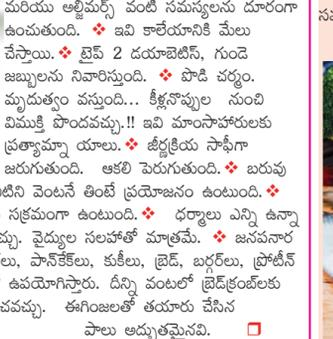 మరియు అల్జీమర్స్ వంటి సమస్యలను దూరంగా
ఉంచుతుంది. ❖ ఇవి కాలేయానికి మేలు
చేస్తాయి. ❖ టైప్ 2 డయాబెటిస్, గుండె
జబ్బులను నివారిస్తుంది. ❖ పొడి చర్మం.
మృదుత్వం వస్తుంది... కీళ్లనొప్పుల నుంచి
విముక్తి పొందవచ్చు.!! ఇవి మాంసాహారులకు
ప్రత్యామ్నా యాలు. ❖ జీర్ణక్రియ సాఫీగా
జరుగుతుంది. ఆకలి పెరుగుతుంది. ❖ బరువు
టిని వెంటనే తింటే ప్రయోజనం ఉంటుంది. ❖
సక్రమంగా ఉంటుంది. ❖ ధర్మాలు ఎన్ని ఉన్నా
చ్చు. వైద్యుల సలహాతో మాత్రమే. ❖ జనపనార
లు, పాన్‌కేక్‌లు, కుకీలు, బ్రెడ్, బర్గర్‌లు, ప్రోటీన్
ఉపయోగిస్తారు. దీన్ని వంటలో బ్రెడ్‌క్రంబ్‌లకు
చవచ్చు. ఈగింజలతో తయారు చేసిన
పాలు అద్భుతమైనవి. ❒